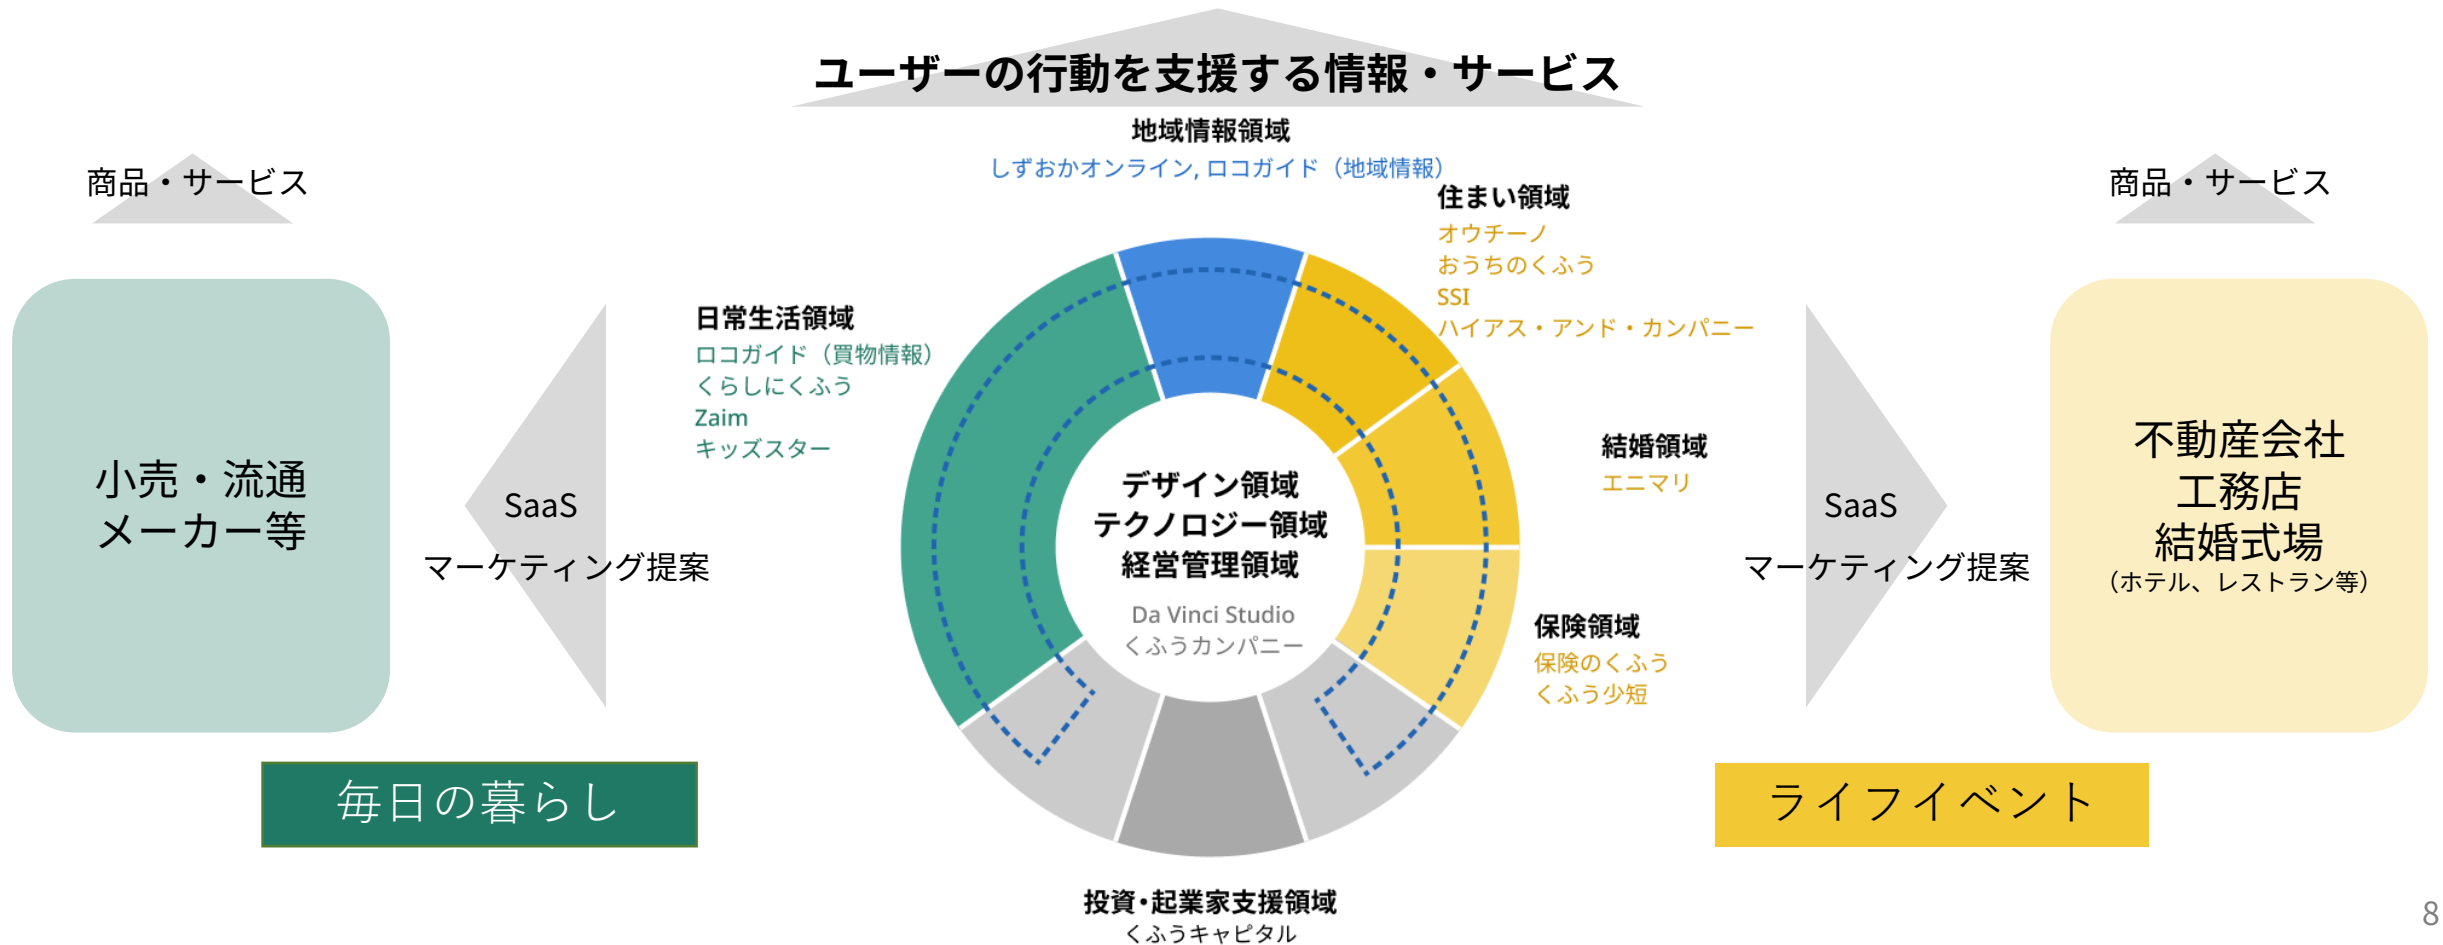 ユーザーの行動を支援する情報・サービス
地域情報領域
しずおかオンライン, ロコガイド（地域情報）
商品・サービス
商品・サービス
住まい領域
オウチーノ
おうちのくふう
SSI
ハイアス・アンド・カンパニー
日常生活領域
ロコガイド（買物情報）
くらしにくふう
Zaim
キッズスター
小売・流通
メーカー等
SaaS
マーケティング提案
デザイン領域
テクノロジー領域
経営管理領域
Da Vinci Studio
くふうカンパニー
結婚領域
エニマリ
保険領域
保険のくふう
くふう少短
SaaS
マーケティング提案
不動産会社
工務店
結婚式場
（ホテル、レストラン等）
毎日の暮らし
ライフイベント
投資・起業家支援領域
くふうキャピタル
8